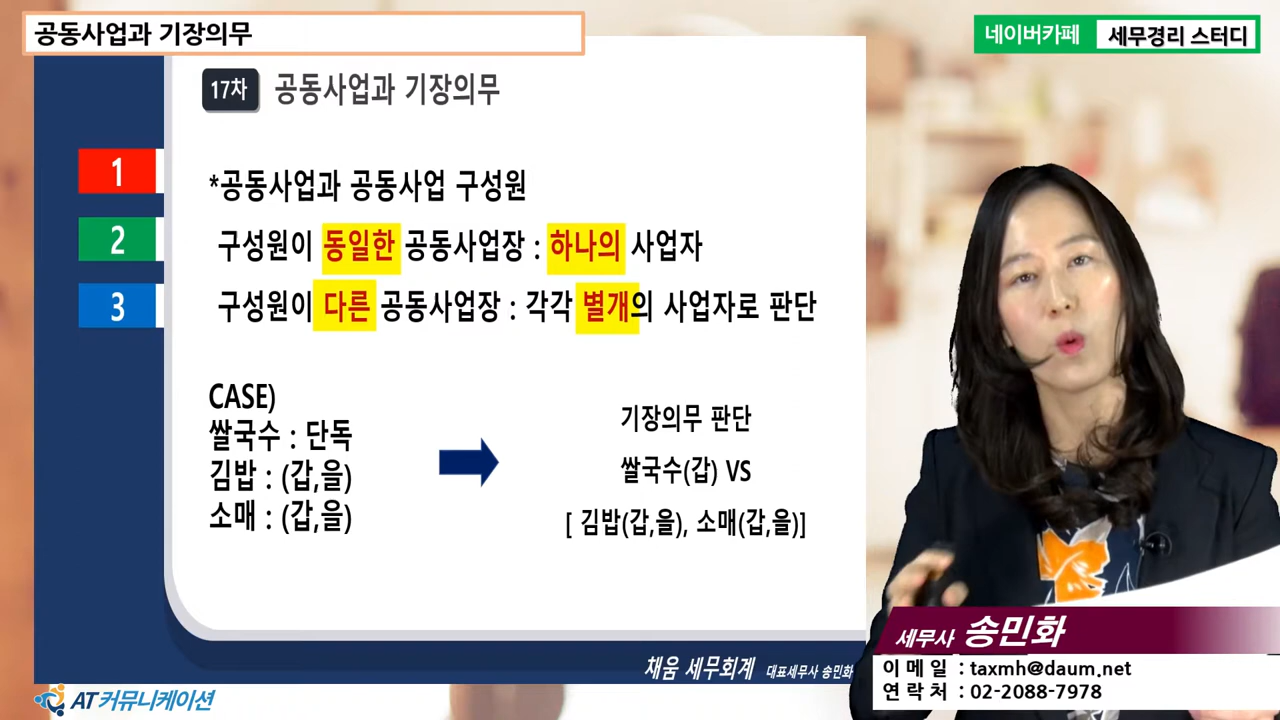 공동사업과 기장의무
네이버카페 세무경리 스터디
17차 공동사업과 기장의무
1
2
3
*공동사업과 공동사업 구성원
구성원이 동일한 공동사업장 : 하나의 사업자
구성원이 다른 공동사업장 : 각각 별개의 사업자로 판단
CASE)
쌀국수 : 단독
김밥 : (갑,을)
소매 : (갑,을)
기장의무 판단
쌀국수(갑) VS
[ 김밥(갑,을), 소매(갑,을)]
세무사 송민화
이 메 일 : taxmh@daum.net
연 락 처 : 02-2088-7978
채움 세무회계 대표세무사 송민화
AT커뮤니케이션